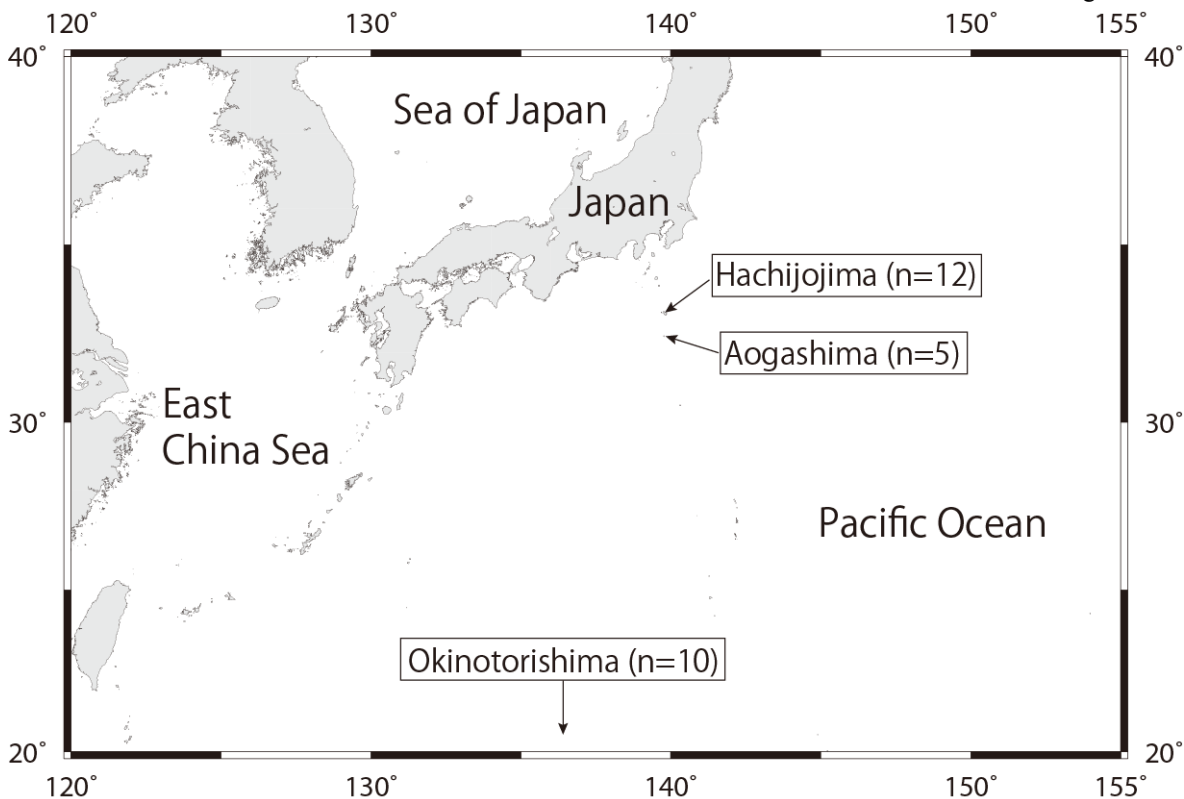 120˚ 130˚ 140˚ 150˚ 155˚
40˚ 40˚
Sea of Japan
Japan
Hachijojima (n=12)
Aogashima (n=5)
East
China Sea
30˚ 30˚
Pacific Ocean
Okinotorishima (n=10)
20˚ 20˚
120˚ 130˚ 140˚ 150˚ 155˚